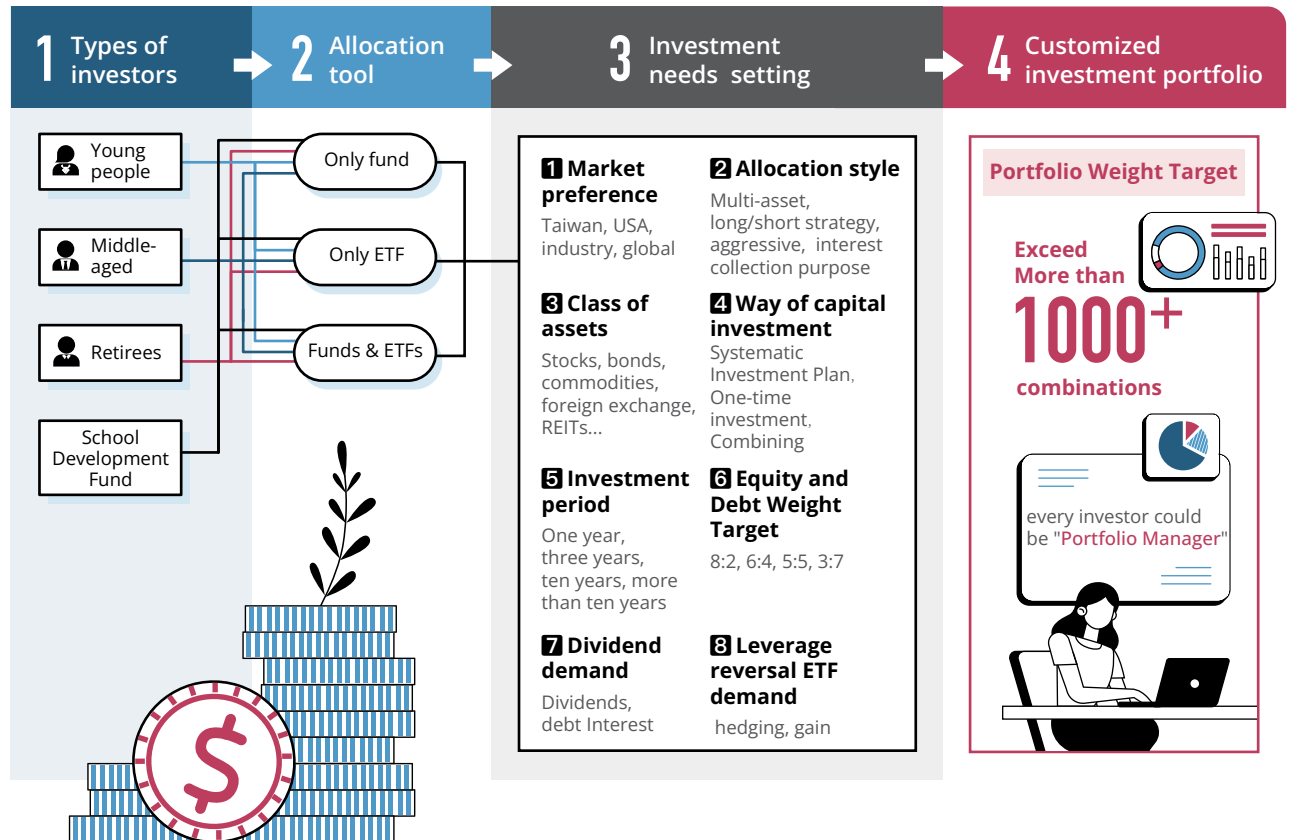 1 Types of
investors
2 Allocation
tool
3 Investment
needs setting
4 Customized
investment portfolio
Young
people
Middle-
aged
Retirees
School
Development
Fund
Only fund
Only ETF
Funds & ETFs
1 Market
preference
Taiwan, USA,
industry, global
2 Allocation style
Multi-asset,
long/short strategy,
aggressive, interest
collection purpose
3 Class of
assets
Stocks, bonds,
commodities,
foreign exchange,
REITs...
4 Way of capital
investment
Systematic
Investment Plan,
One-time
investment,
Combining
5 Investment
period
One year,
three years,
ten years, more
than ten years
6 Equity and
Debt Weight
Target
8:2, 6:4, 5:5, 3:7
7 Dividend
demand
Dividends,
debt Interest
8 Leverage
reversal ETF
demand
hedging, gain
Portfolio Weight Target
Exceed
More than
1000+
combinations
every investor could
be "Portfolio Manager"
$